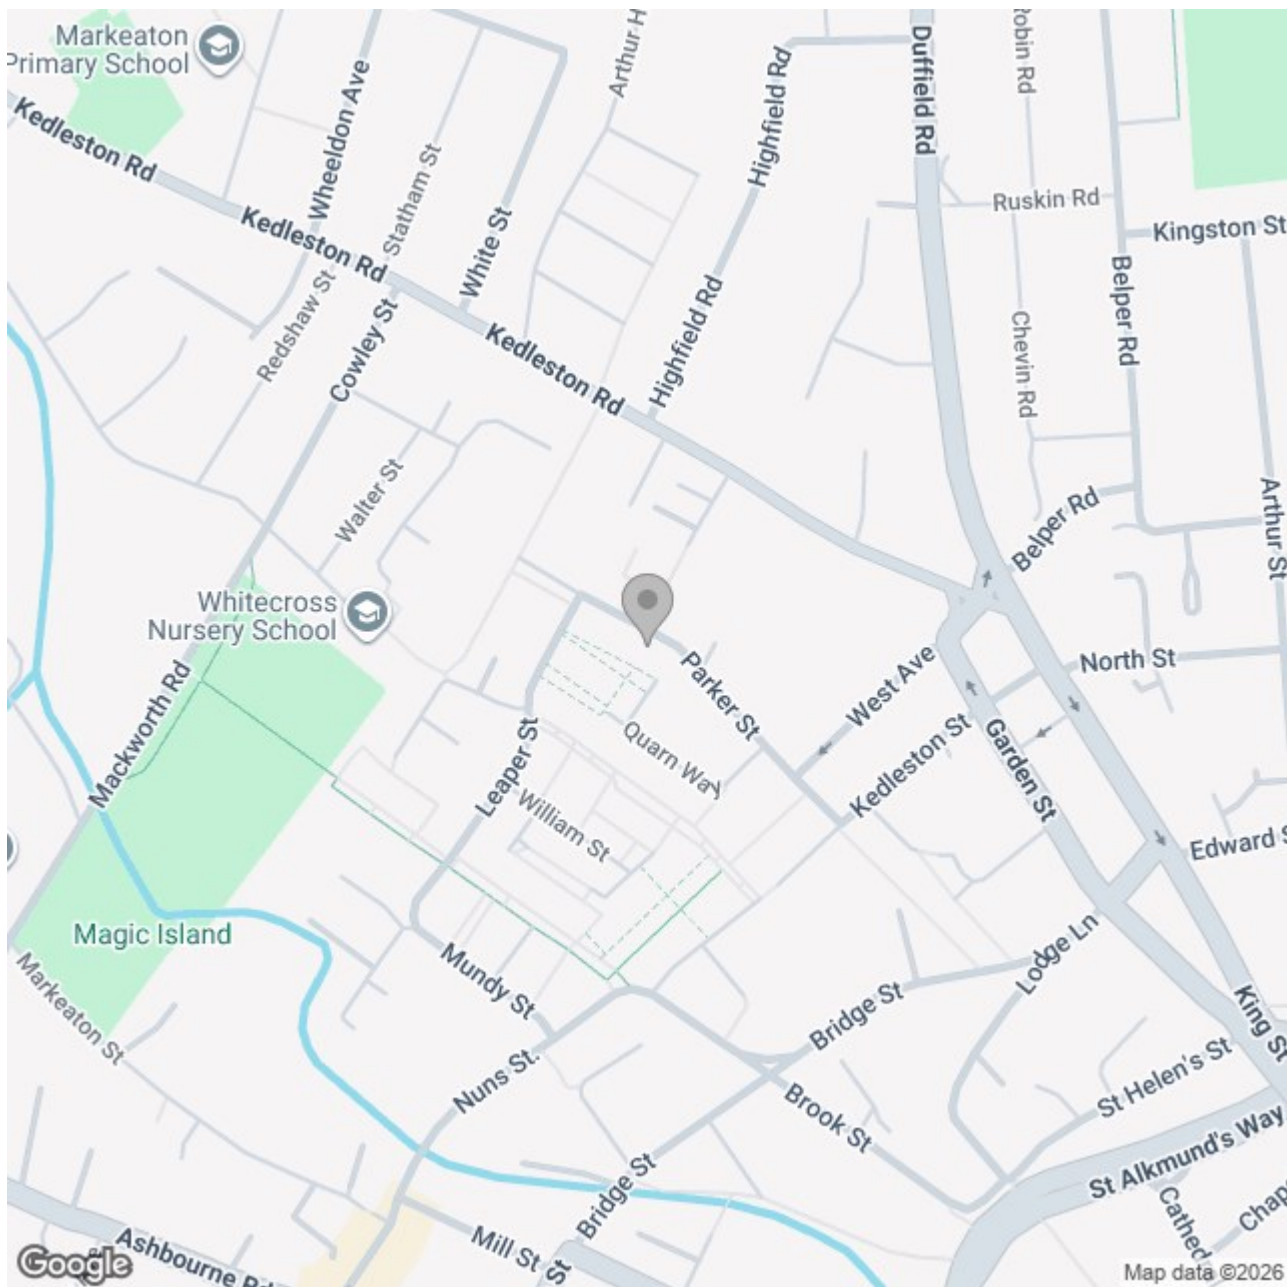 Markeaton
Primary School
Kedleston Rd
Wheeldon Ave
Statham St
White St
Kedleston Rd
Redshaw St
Cowley St
Arthur H
Highfield Rd
Duffield Rd
Robin Rd
Ruskin Rd
Kingston St
Belper Rd
Chevin Rd
Highfield Rd
Kedleston Rd
Walter St
Belper Rd
Arthur St
Whitecross
Nursery School
Mackworth Rd
Parker St
West Ave
North St
Quarn Way
Kedleston St
Garden St
Leaper St
William St
Edward S
Magic Island
Markeaton St
Mundy St
Nuns St.
Bridge St
Lodge Ln
King St
Brook St
St Helen's St
St Alkmund's Way
Bridge St
Mill St
St
Ashbourne Rd
Cathed
Chape
Google
Map data ©2026